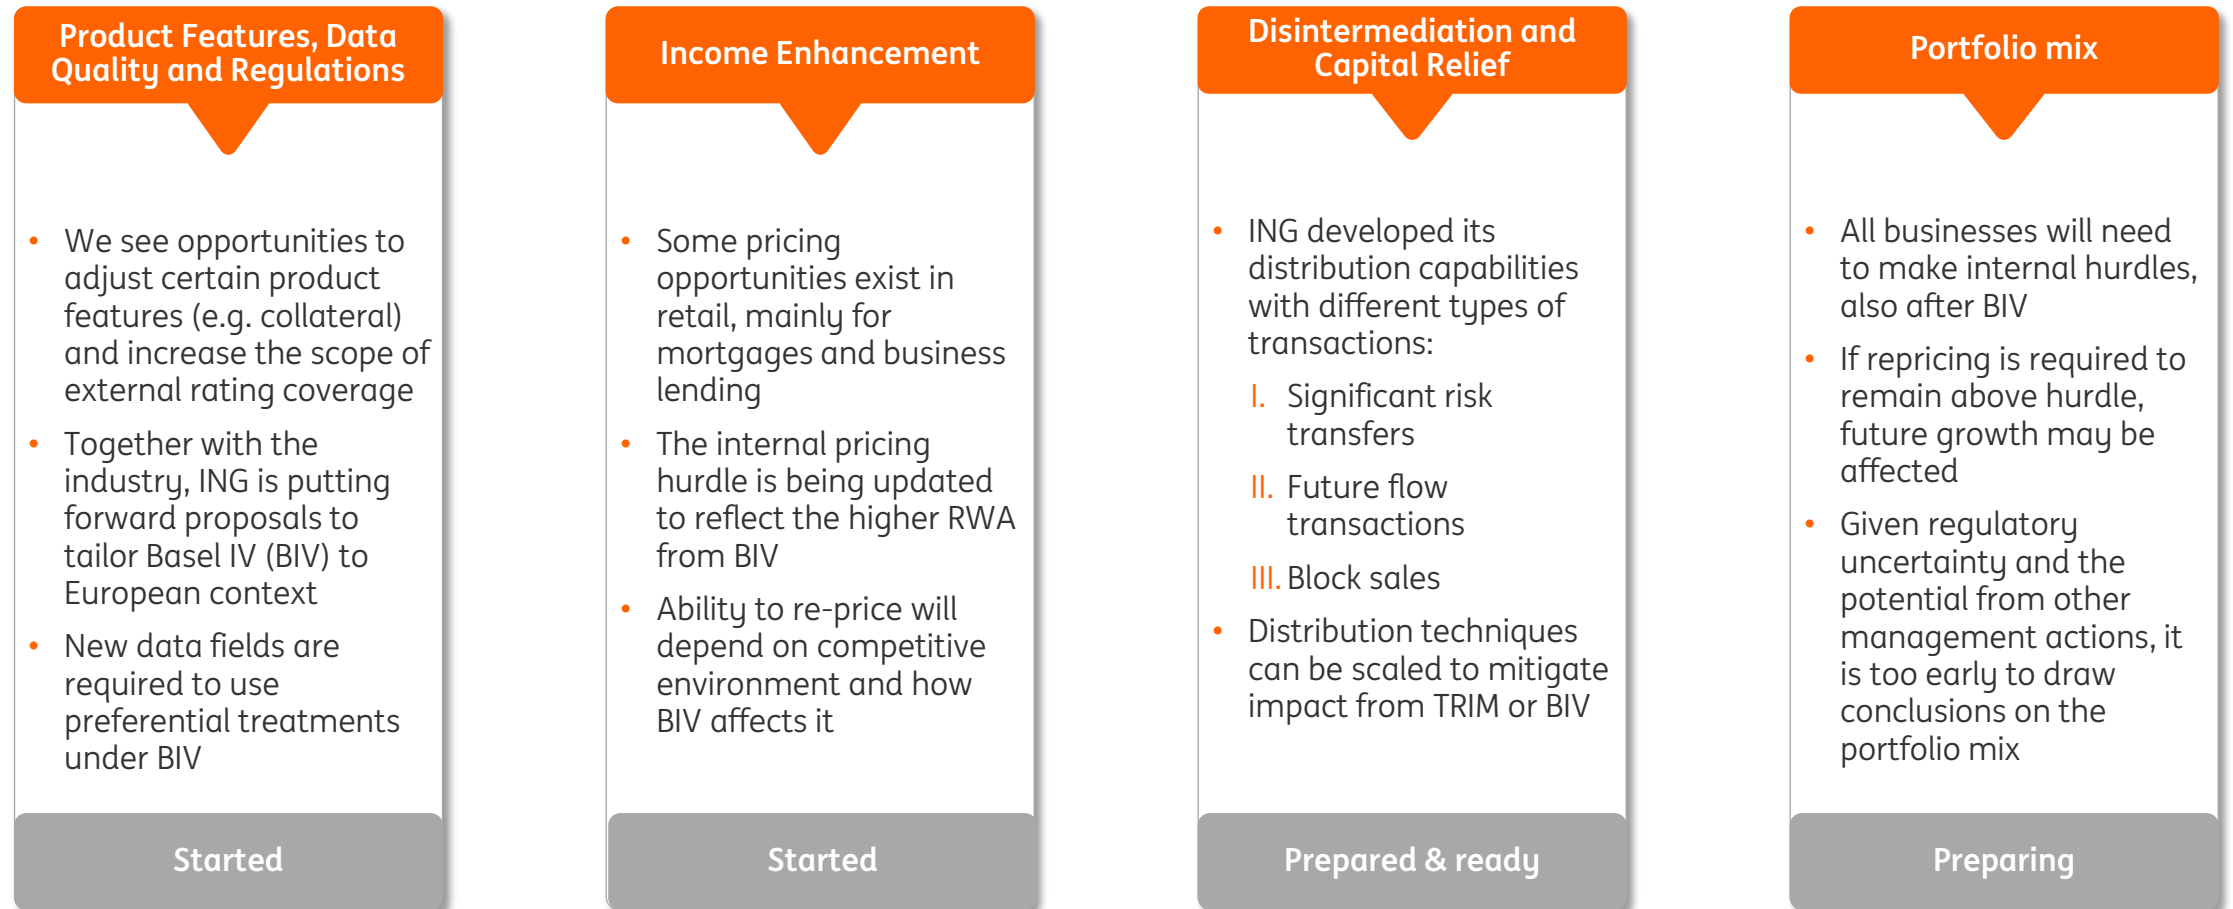 Product Features, Data
Quality and Regulations
• We see opportunities to
adjust certain product
features (e.g. collateral)
and increase the scope of
external rating coverage
• Together with the
industry, ING is putting
forward proposals to
tailor Basel IV (BIV) to
European context
• New data fields are
required to use
preferential treatments
under BIV
Started
Income Enhancement
• Some pricing
opportunities exist in
retail, mainly for
mortgages and business
lending
• The internal pricing
hurdle is being updated
to reflect the higher RWA
from BIV
• Ability to re-price will
depend on competitive
environment and how
BIV affects it
Started
Disintermediation and
Capital Relief
• ING developed its
distribution capabilities
with different types of
transactions:
I. Significant risk
transfers
II. Future flow
transactions
III. Block sales
• Distribution techniques
can be scaled to mitigate
impact from TRIM or BIV
Prepared & ready
Portfolio mix
• All businesses will need
to make internal hurdles,
also after BIV
• If repricing is required to
remain above hurdle,
future growth may be
affected
• Given regulatory
uncertainty and the
potential from other
management actions, it
is too early to draw
conclusions on the
portfolio mix
Preparing